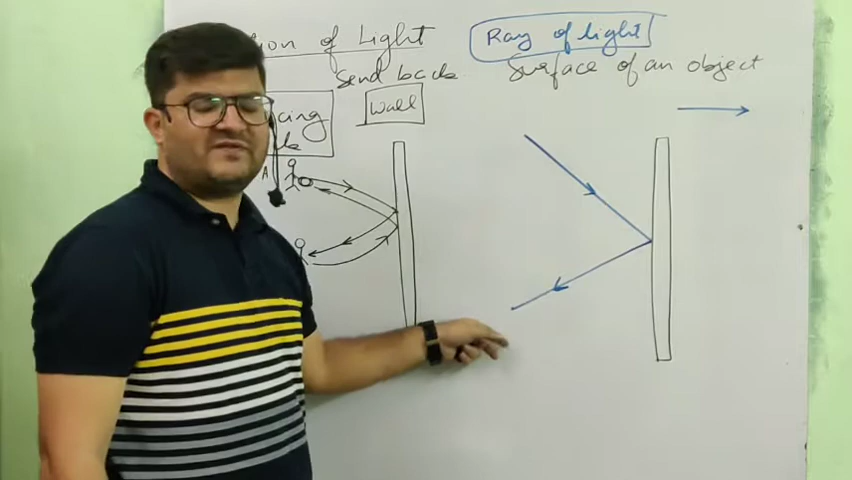 of Light
Send back
Wall
A
Ray of light
Surface of an object